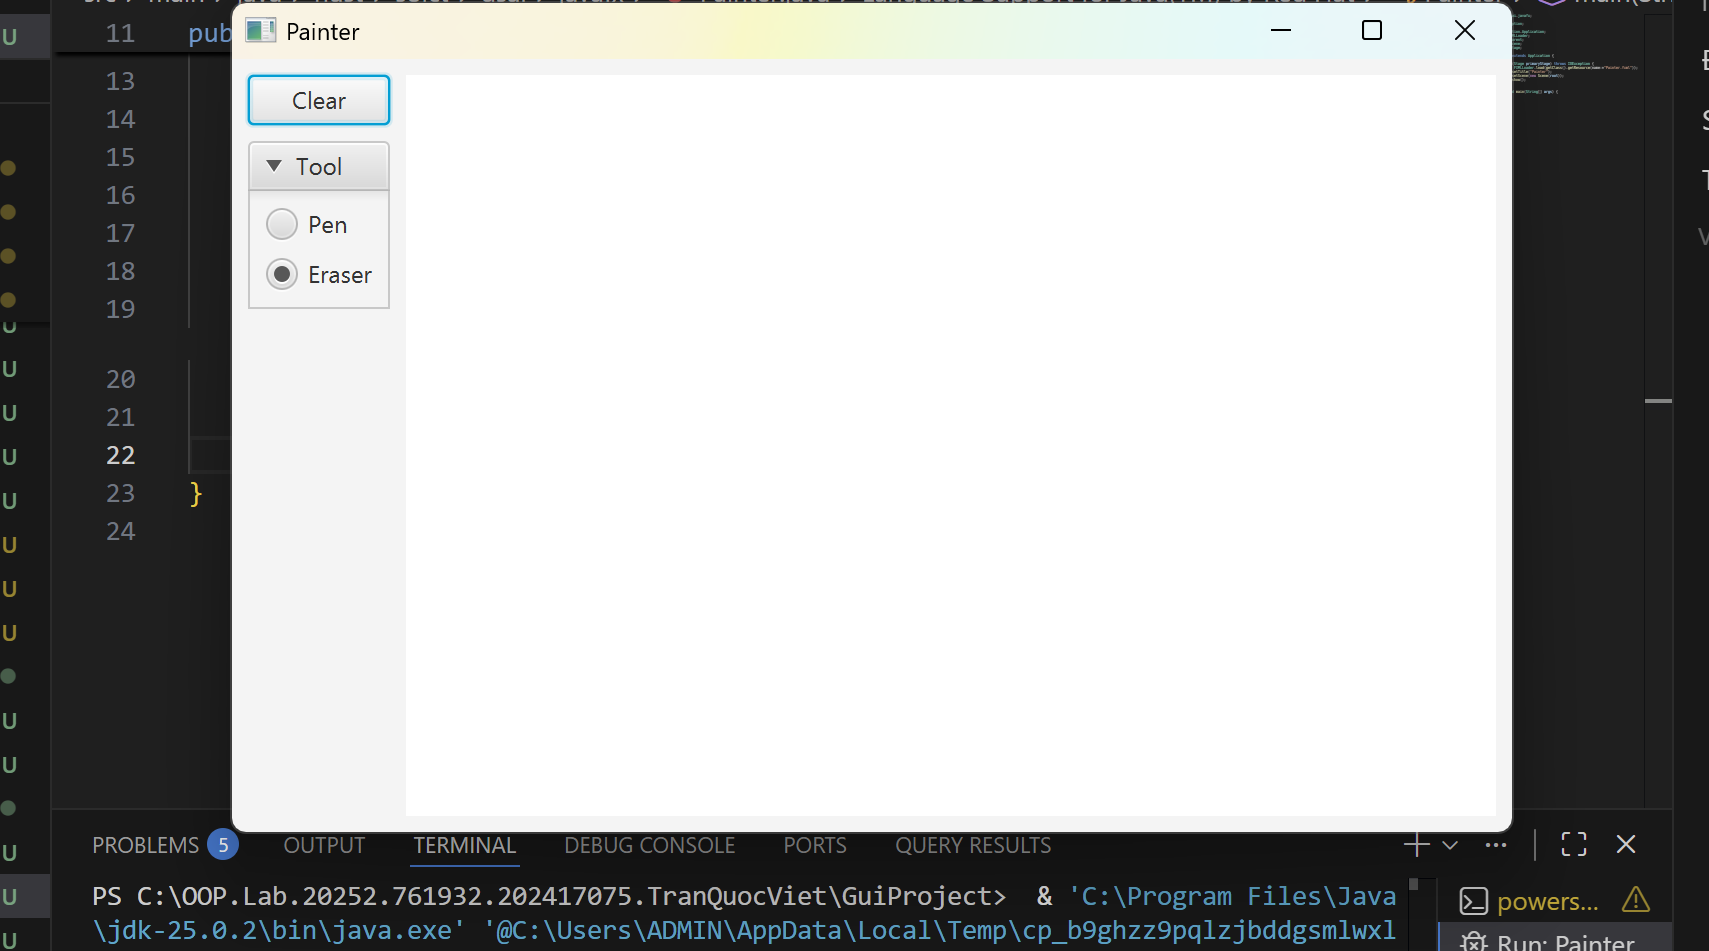 Painter
Clear
Tool
Pen
Eraser
11 pub
13
14
15
16
17
18
19
20
21
22
23 }
24
U
U
U
U
U
U
U
U
U
U
U
U
U
PROBLEMS 5 OUTPUT TERMINAL DEBUG CONSOLE PORTS QUERY RESULTS
PS C:\OOP.Lab.20252.761932.202417075.TranQuocViet\GuiProject> & 'C:\Program Files\Java
\jdk-25.0.2\bin\java.exe' '@C:\Users\ADMIN\AppData\Local\Temp\cp_b9ghzz9pqlzjbddgsmlwxl
powers...
Run: Painter